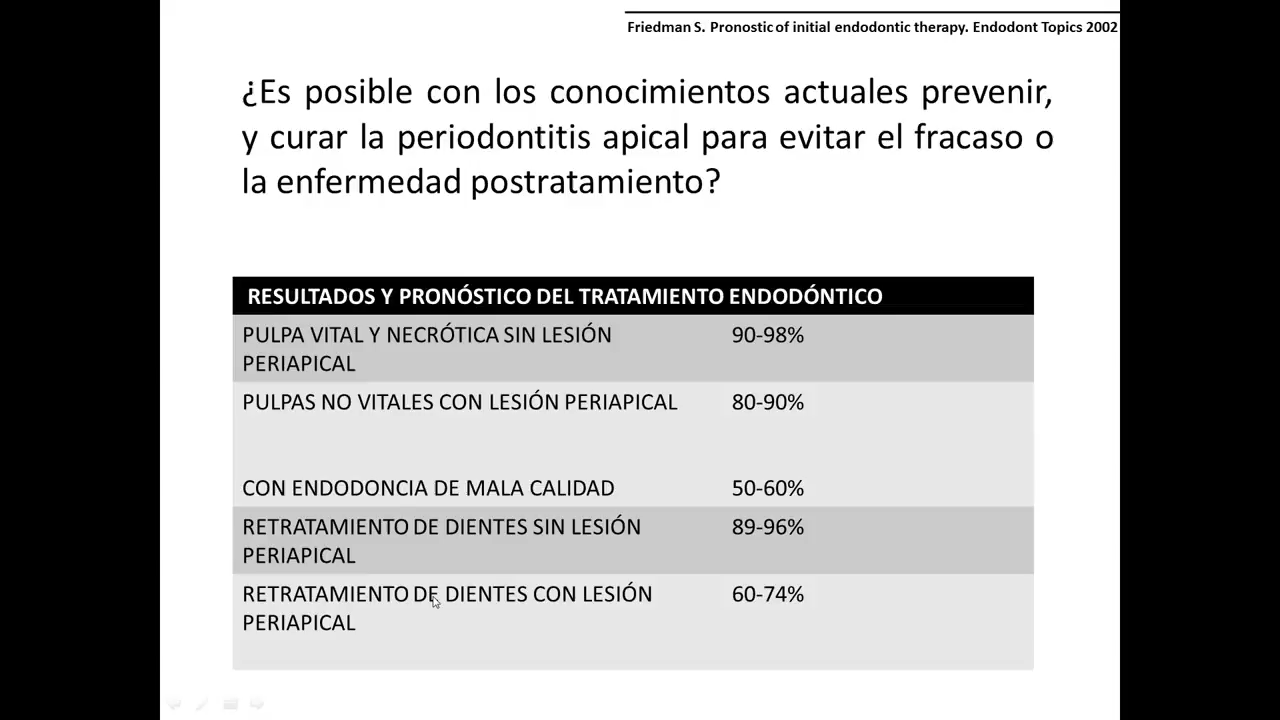 Friedman S. Pronostic of initial endodontic therapy. Endodont Topics 2002
¿Es posible con los conocimientos actuales prevenir,
y curar la periodontitis apical para evitar el fracaso o
la enfermedad postratamiento?
RESULTADOS Y PRONÓSTICO DEL TRATAMIENTO ENDODÓNTICO
PULPA VITAL Y NECRÓTICA SIN LESIÓN 90-98%
PERIAPICAL
PULPAS NO VITALES CON LESIÓN PERIAPICAL 80-90%
CON ENDODONCIA DE MALA CALIDAD 50-60%
RETRATAMIENTO DE DIENTES SIN LESIÓN 89-96%
PERIAPICAL
RETRATAMIENTO DE DIENTES CON LESIÓN 60-74%
PERIAPICAL